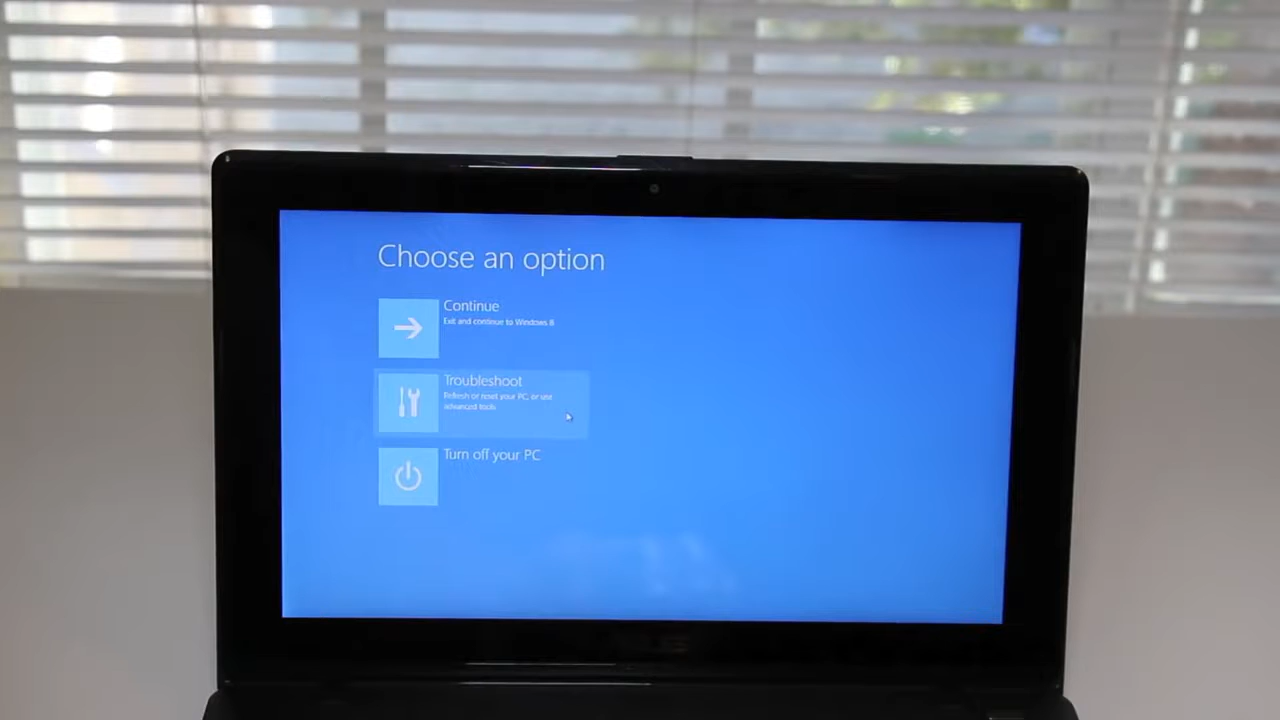 Choose an option
Continue
Exit and continue to Windows 8
Troubleshoot
Refresh or reset your PC, or use
advanced tools
Turn off your PC